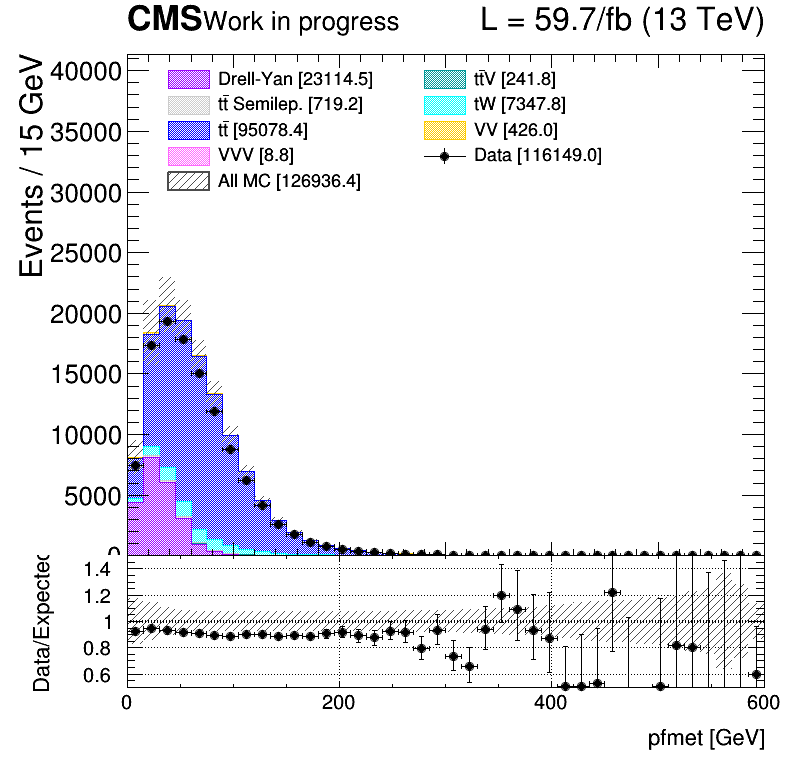 CMS Work in progress L = 59.7/fb (13 TeV)
Events / 15 GeV
40000
35000
30000
25000
20000
15000
10000
5000
0
Drell-Yan [23114.5]
tt̄ Semilep. [719.2]
tt̄ [95078.4]
VVV [8.8]
All MC [126936.4]
tt̄V [241.8]
tW [7347.8]
VV [426.0]
Data [116149.0]
Data/Expected
1.4
1.2
1
0.8
0.6
0 200 400 600
pfmet [GeV]